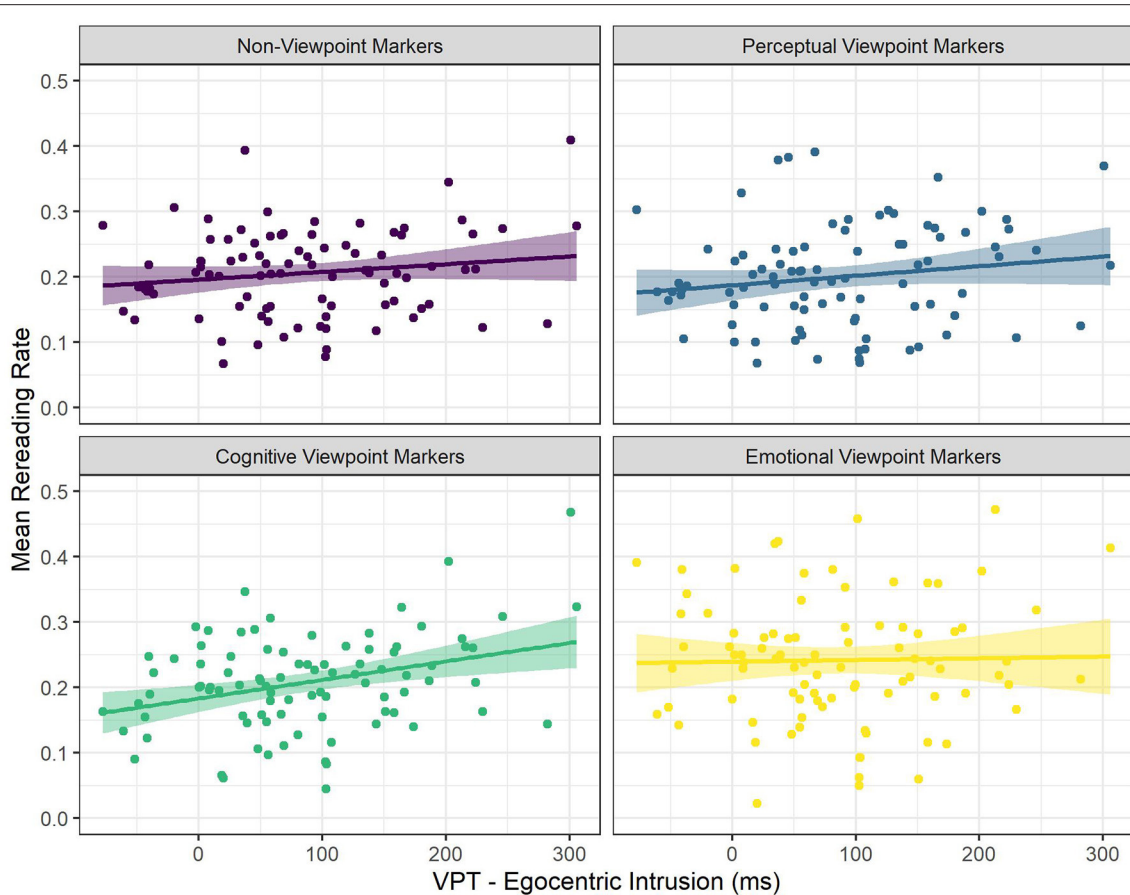 Non-Viewpoint Markers
Perceptual Viewpoint Markers
0.5
0.4
0.3
0.2
0.1
0.0
Cognitive Viewpoint Markers
Emotional Viewpoint Markers
0.5
0.4
0.3
0.2
0.1
0.0
Mean Rereading Rate
0 100 200 300
0 100 200 300
VPT - Egocentric Intrusion (ms)